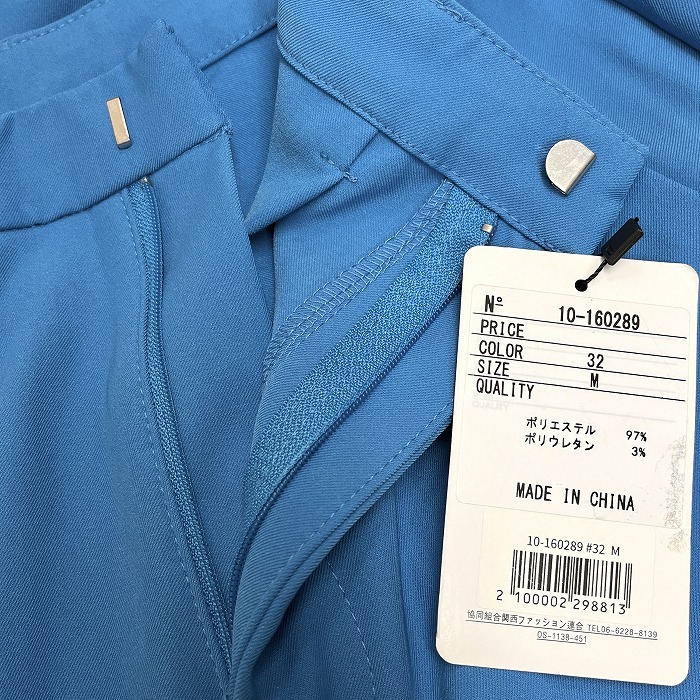 Nº 10-160289
PRICE
COLOR 32
SIZE M
QUALITY
ポリエステル 97%
ポリウレタン 3%
MADE IN CHINA
10-160289 #32 M
2 100002 298813
協同組合関西ファッション連合 TEL06-6228-8139
OS-1138-451